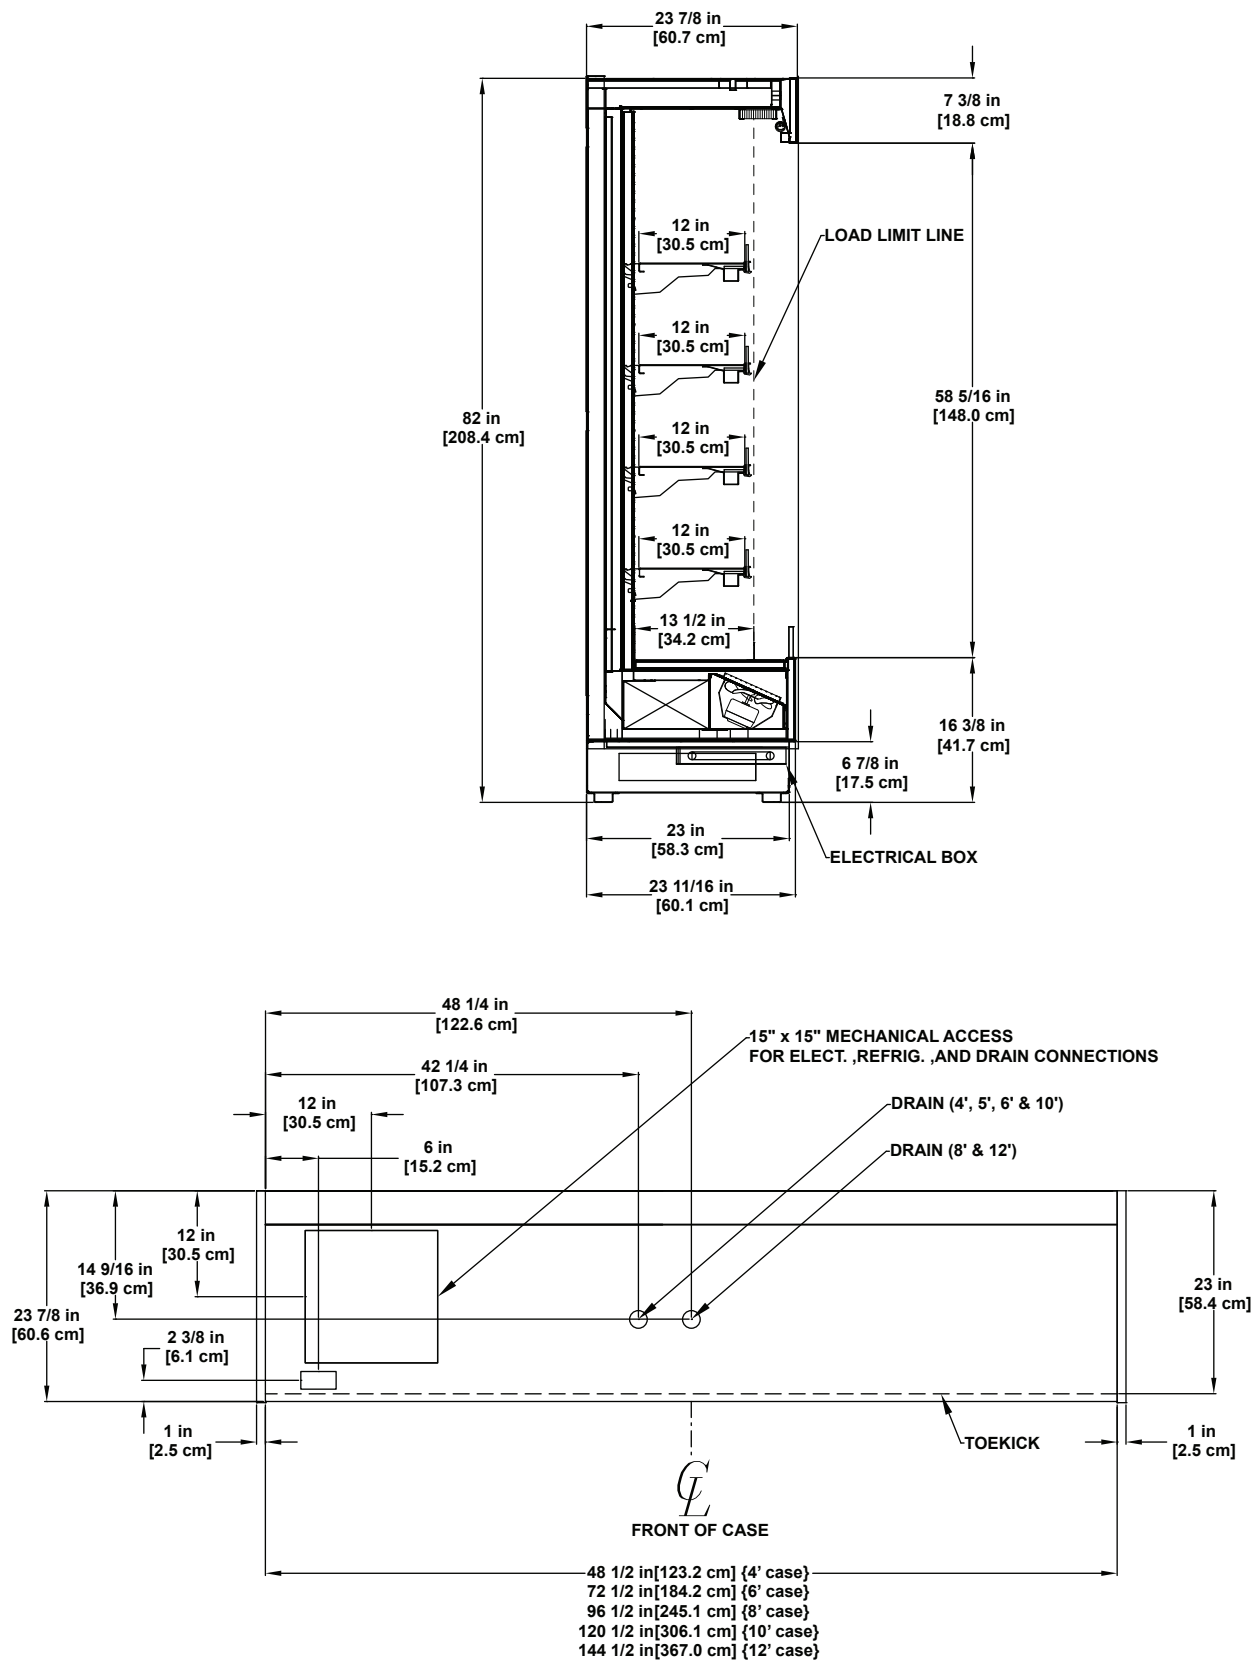 23 7/8 in
[60.7 cm]
7 3/8 in
[18.8 cm]
12 in
[30.5 cm]
LOAD LIMIT LINE
12 in
[30.5 cm]
58 5/16 in
[148.0 cm]
82 in
[208.4 cm]
12 in
[30.5 cm]
12 in
[30.5 cm]
13 1/2 in
[34.2 cm]
16 3/8 in
[41.7 cm]
6 7/8 in
[17.5 cm]
23 in
[58.3 cm]
ELECTRICAL BOX
23 11/16 in
[60.1 cm]
48 1/4 in
[122.6 cm]
15" x 15" MECHANICAL ACCESS
FOR ELECT. ,REFRIG. ,AND DRAIN CONNECTIONS
42 1/4 in
[107.3 cm]
12 in
[30.5 cm]
DRAIN (4', 5', 6' & 10')
6 in
[15.2 cm]
DRAIN (8' & 12')
12 in
[30.5 cm]
14 9/16 in
[36.9 cm]
23 in
[58.4 cm]
23 7/8 in
[60.6 cm]
2 3/8 in
[6.1 cm]
1 in
[2.5 cm]
TOEKICK
1 in
[2.5 cm]
CL
FRONT OF CASE
48 1/2 in[123.2 cm] {4’ case}
72 1/2 in[184.2 cm] {6’ case}
96 1/2 in[245.1 cm] {8’ case}
120 1/2 in[306.1 cm] {10’ case}
144 1/2 in[367.0 cm] {12’ case}